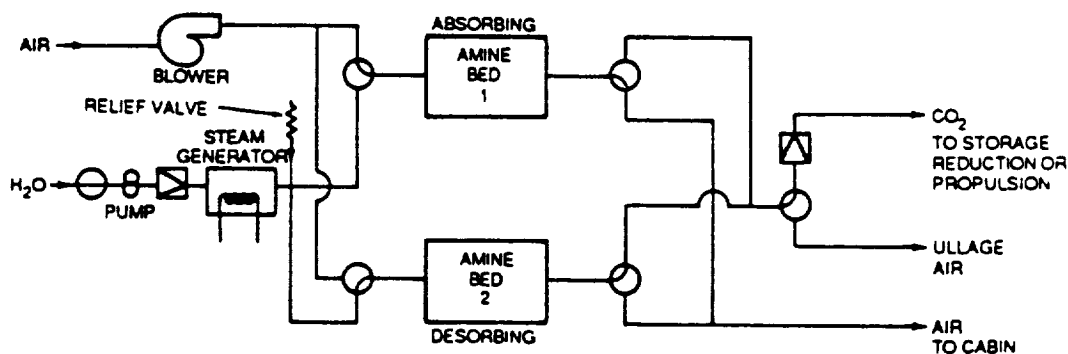 AIR
BLOWER
RELIEF VALVE
STEAM
GENERATOR
H₂O
PUMP
ABSORBING
AMINE
BED
1
AMINE
BED
2
DESORBING
CO₂
TO STORAGE
REDUCTION OR
PROPULSION
ULLAGE
AIR
AIR
TO CABIN